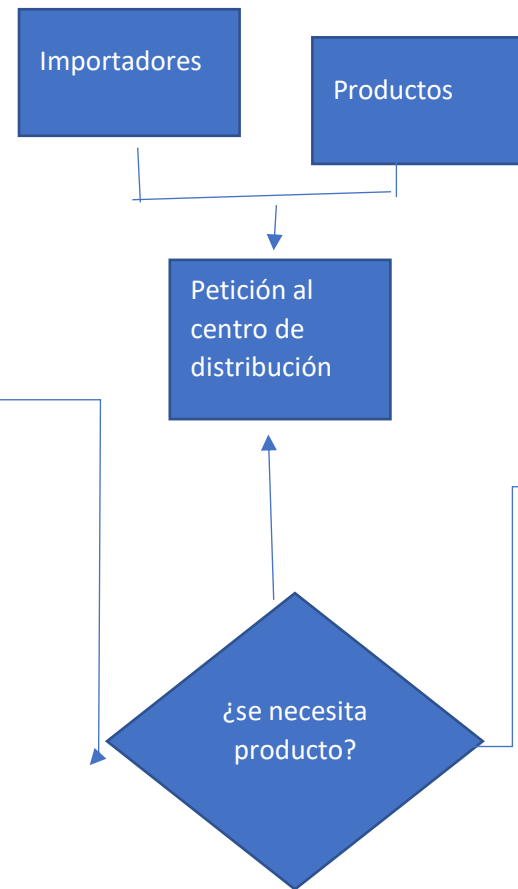 Importadores
Productos
Petición al
centro de
distribución
¿se necesita
producto?